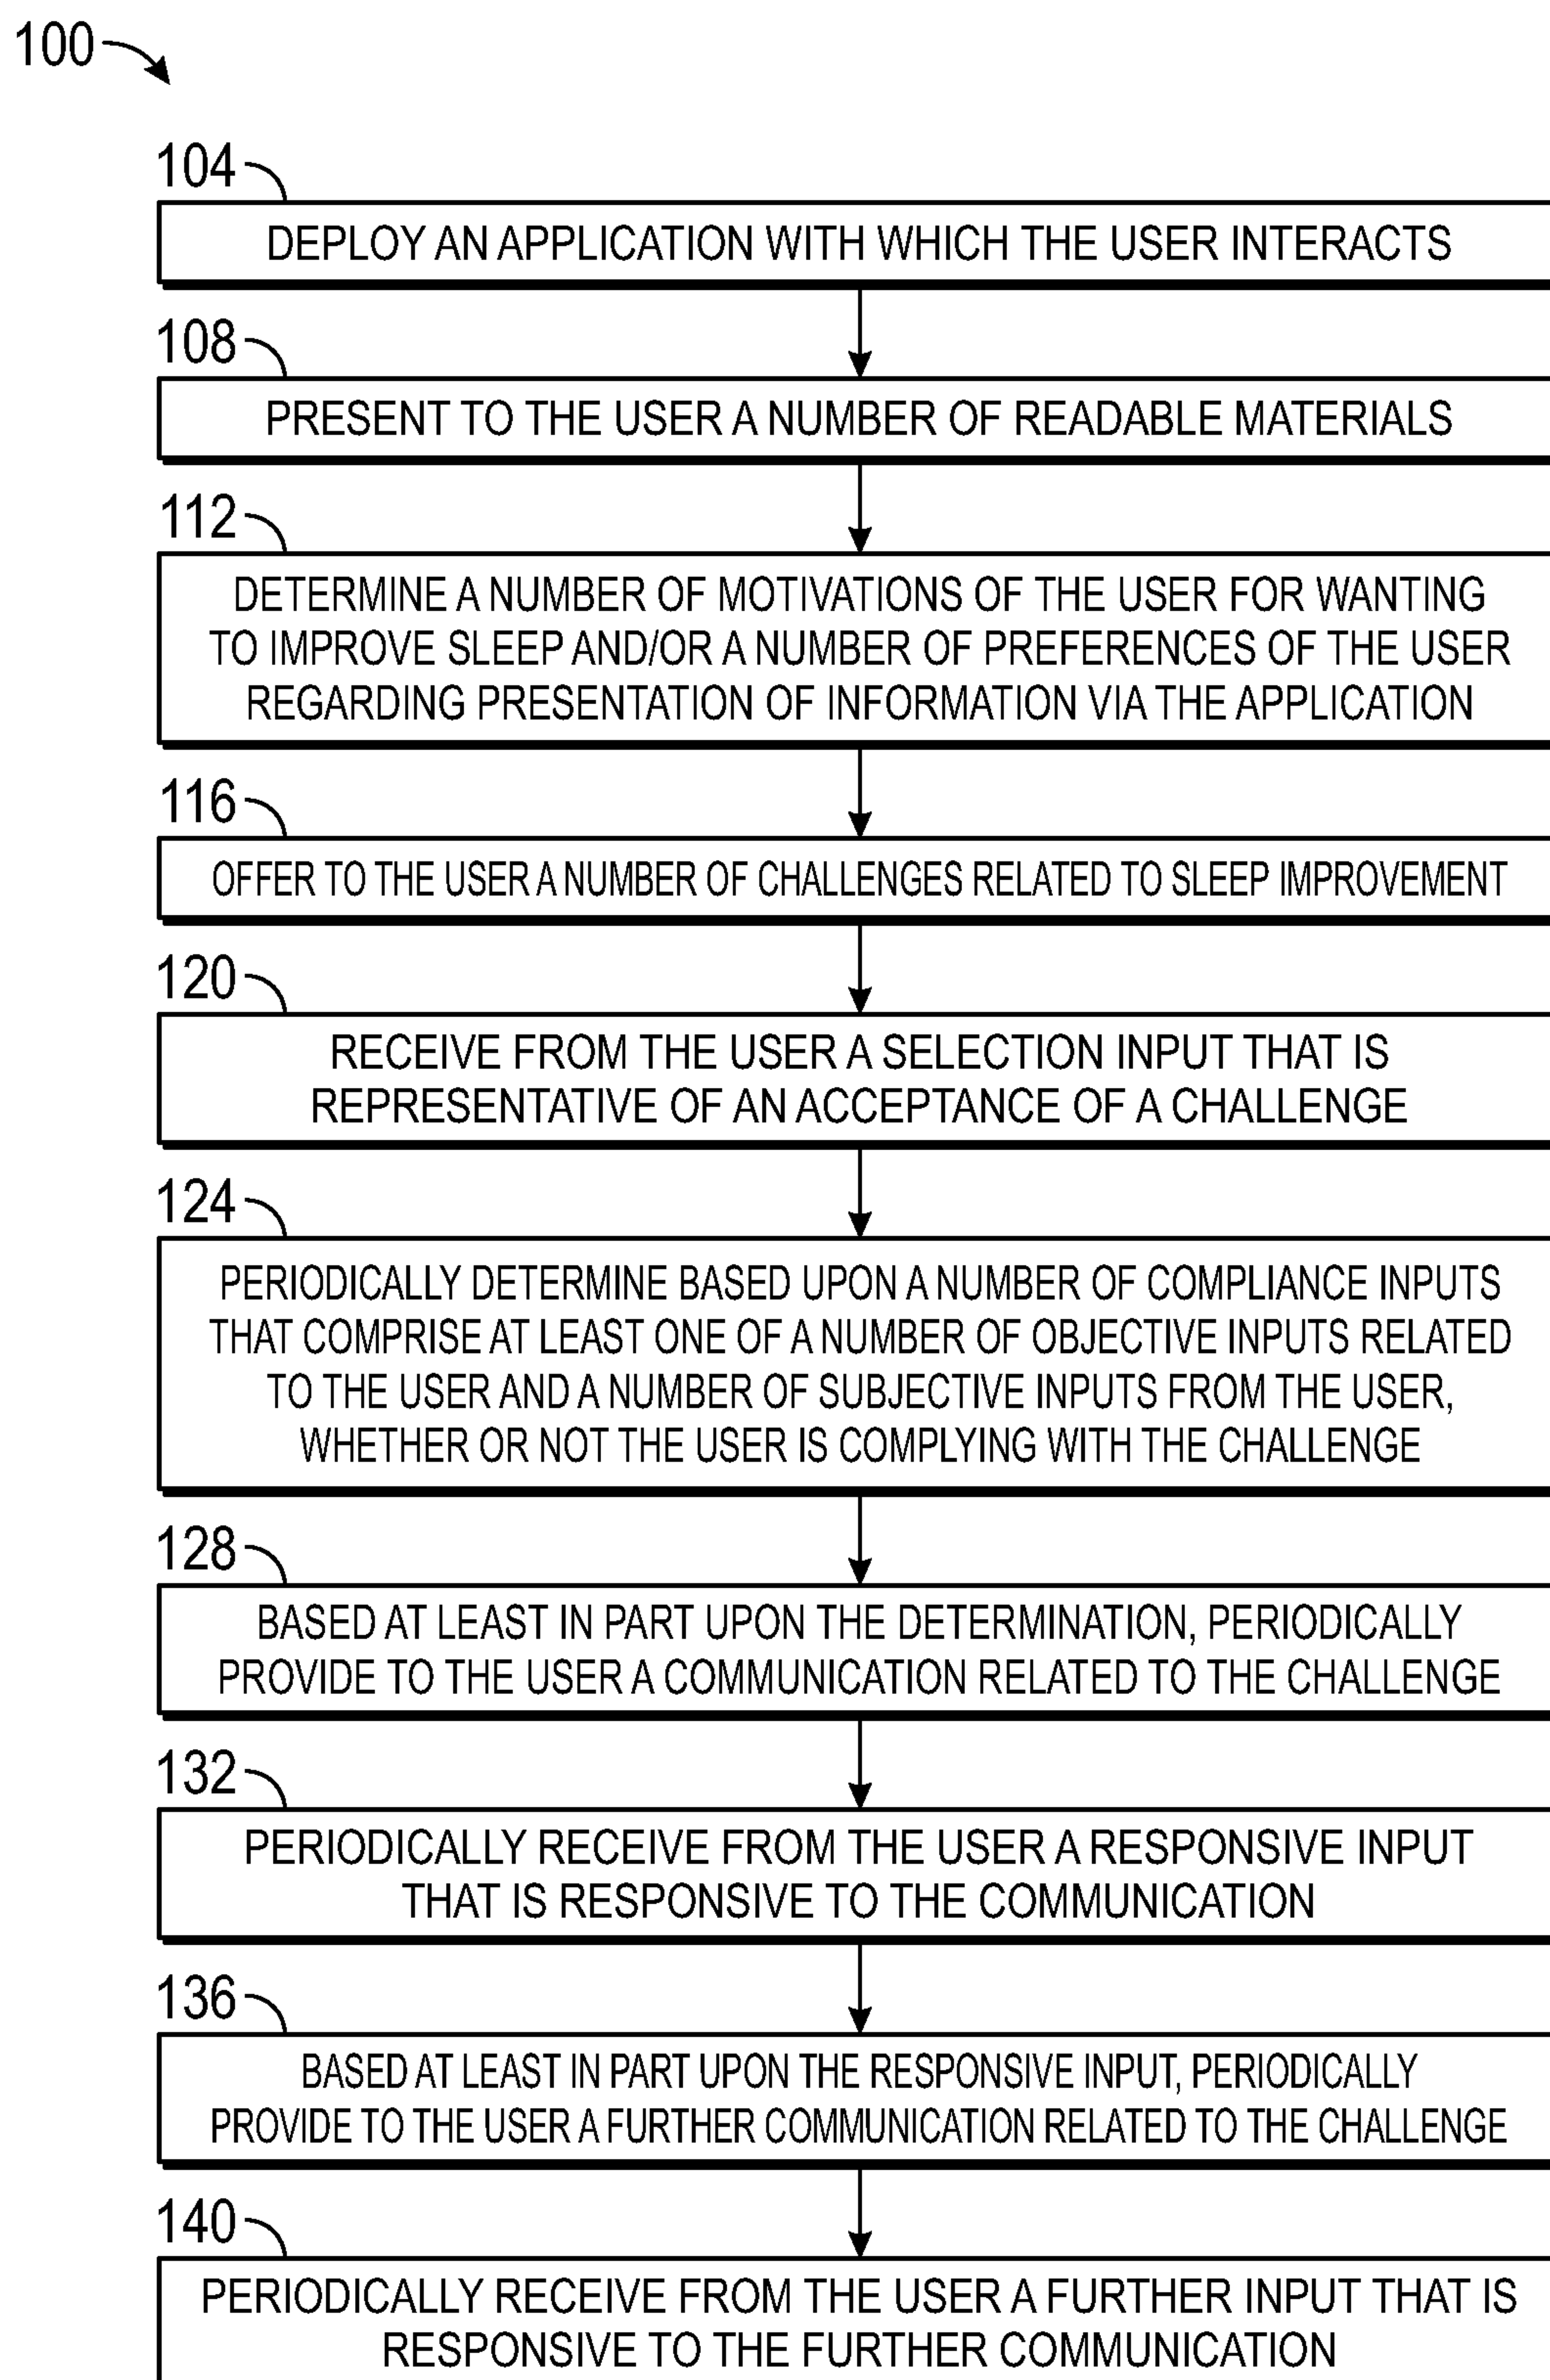 100
104
DEPLOY AN APPLICATION WITH WHICH THE USER INTERACTS
108
PRESENT TO THE USER A NUMBER OF READABLE MATERIALS
112
DETERMINE A NUMBER OF MOTIVATIONS OF THE USER FOR WANTING
TO IMPROVE SLEEP AND/OR A NUMBER OF PREFERENCES OF THE USER
REGARDING PRESENTATION OF INFORMATION VIA THE APPLICATION
116
OFFER TO THE USER A NUMBER OF CHALLENGES RELATED TO SLEEP IMPROVEMENT
120
RECEIVE FROM THE USER A SELECTION INPUT THAT IS
REPRESENTATIVE OF AN ACCEPTANCE OF A CHALLENGE
124
PERIODICALLY DETERMINE BASED UPON A NUMBER OF COMPLIANCE INPUTS
THAT COMPRISE AT LEAST ONE OF A NUMBER OF OBJECTIVE INPUTS RELATED
TO THE USER AND A NUMBER OF SUBJECTIVE INPUTS FROM THE USER,
WHETHER OR NOT THE USER IS COMPLYING WITH THE CHALLENGE
128
BASED AT LEAST IN PART UPON THE DETERMINATION, PERIODICALLY
PROVIDE TO THE USER A COMMUNICATION RELATED TO THE CHALLENGE
132
PERIODICALLY RECEIVE FROM THE USER A RESPONSIVE INPUT
THAT IS RESPONSIVE TO THE COMMUNICATION
136
BASED AT LEAST IN PART UPON THE RESPONSIVE INPUT, PERIODICALLY
PROVIDE TO THE USER A FURTHER COMMUNICATION RELATED TO THE CHALLENGE
140
PERIODICALLY RECEIVE FROM THE USER A FURTHER INPUT THAT IS
RESPONSIVE TO THE FURTHER COMMUNICATION